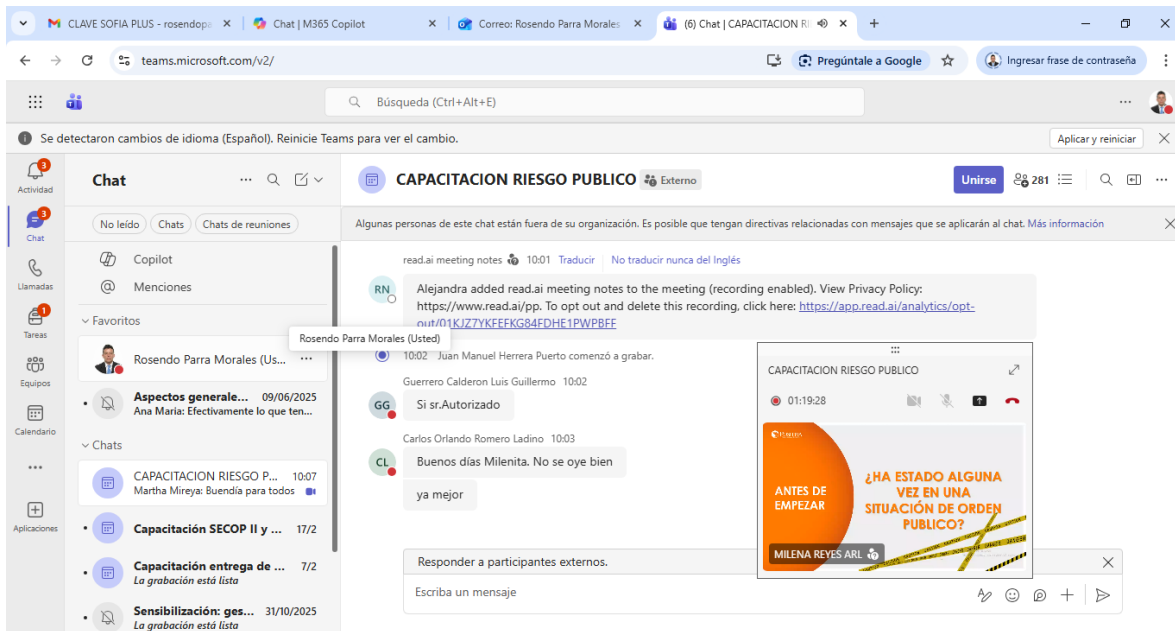 CLAVE SOFIA PLUS - rosendopa
Chat | M365 Copilot
Correo: Rosendo Parra Morales
(6) Chat | CAPACITACION RI
teams.microsoft.com/v2/
Pregúntale a Google
Ingresar frase de contraseña
Búsqueda (Ctrl+Alt+E)
Se detectaron cambios de idioma (Español). Reinicie Teams para ver el cambio.
Aplicar y reiniciar
3
Actividad
3
Chat
Llamadas
1
Tareas
Equipos
Calendario
Aplicaciones
Chat
No leído
Chats
Chats de reuniones
Copilot
Menciones
Favoritos
Rosendo Parra Morales (Us...
Rosendo Parra Morales (Usted)
Aspectos generale... 09/06/2025
Ana Maria: Efectivamente lo que ten...
Chats
CAPACITACION RIESGO P... 10:07
Martha Mireya: Buendía para todos
Capacitación SECOP II y ... 17/2
Capacitación entrega de ... 7/2
La grabación está lista
Sensibilización: ges... 31/10/2025
La grabación está lista
CAPACITACION RIESGO PUBLICO
Externo
Unirse
281
Algunas personas de este chat están fuera de su organización. Es posible que tengan directivas relacionadas con mensajes que se aplicarán al chat. Más información
read.ai meeting notes 10:01 Traducir No traducir nunca del Inglés
RN
Alejandra added read.ai meeting notes to the meeting (recording enabled). View Privacy Policy:
https://www.read.ai/pp. To opt out and delete this recording, click here: https://app.read.ai/analytics/opt-
out/01KJZ7YKFEFKG84FDHE1PWPBFF
10:02 Juan Manuel Herrera Puerto comenzó a grabar.
Guerrero Calderon Luis Guillermo 10:02
GG
Si sr.Autorizado
Carlos Orlando Romero Ladino 10:03
CL
Buenos días Milenita. No se oye bien
ya mejor
Responder a participantes externos.
Escriba un mensaje
CAPACITACION RIESGO PUBLICO
01:19:28
ANTES DE
EMPEZAR
¿HA ESTADO ALGUNA
VEZ EN UNA
SITUACIÓN DE ORDEN
PUBLICO?
MILENA REYES ARL